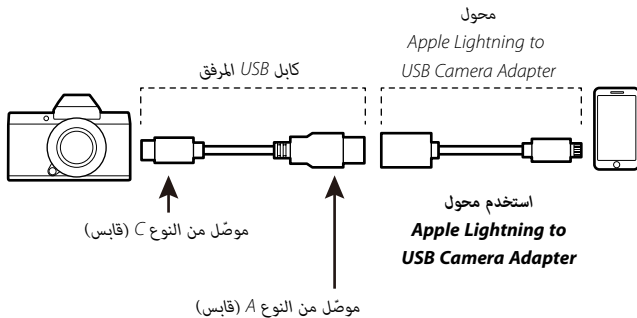 محول
Apple Lightning to
USB Camera Adapter
كابل USB المرفق
استخدم محول
Apple Lightning to
USB Camera Adapter
موصّل من النوع C (قابس)
موصّل من النوع A (قابس)